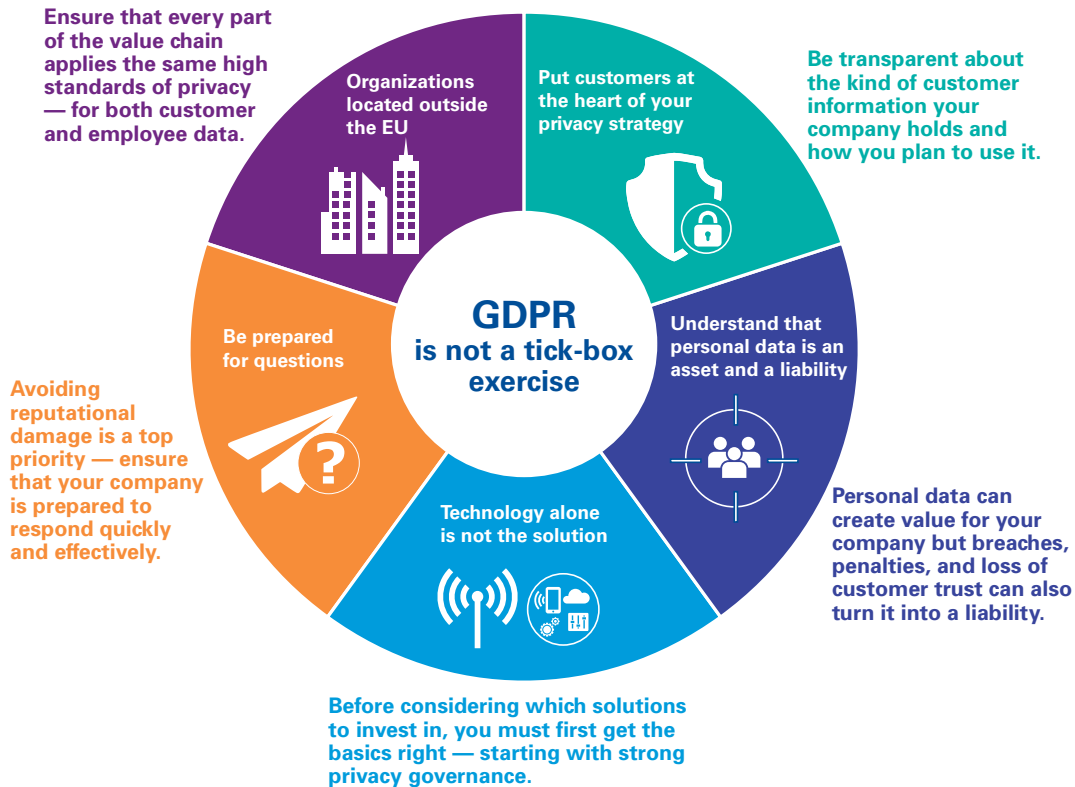 Ensure that every part
of the value chain
applies the same high
standards of privacy
— for both customer
and employee data.
Organizations
located outside
the EU
Put customers at
the heart of your
privacy strategy
Be transparent about
the kind of customer
information your
company holds and
how you plan to use it.
GDPR
is not a tick-box
exercise
Understand that
personal data is an
asset and a liability
Personal data can
create value for your
company but breaches,
penalties, and loss of
customer trust can also
turn it into a liability.
Be prepared
for questions
?
Avoiding
reputational
damage is a top
priority — ensure
that your company
is prepared to
respond quickly
and effectively.
Technology alone
is not the solution
Before considering which solutions
to invest in, you must first get the
basics right — starting with strong
privacy governance.